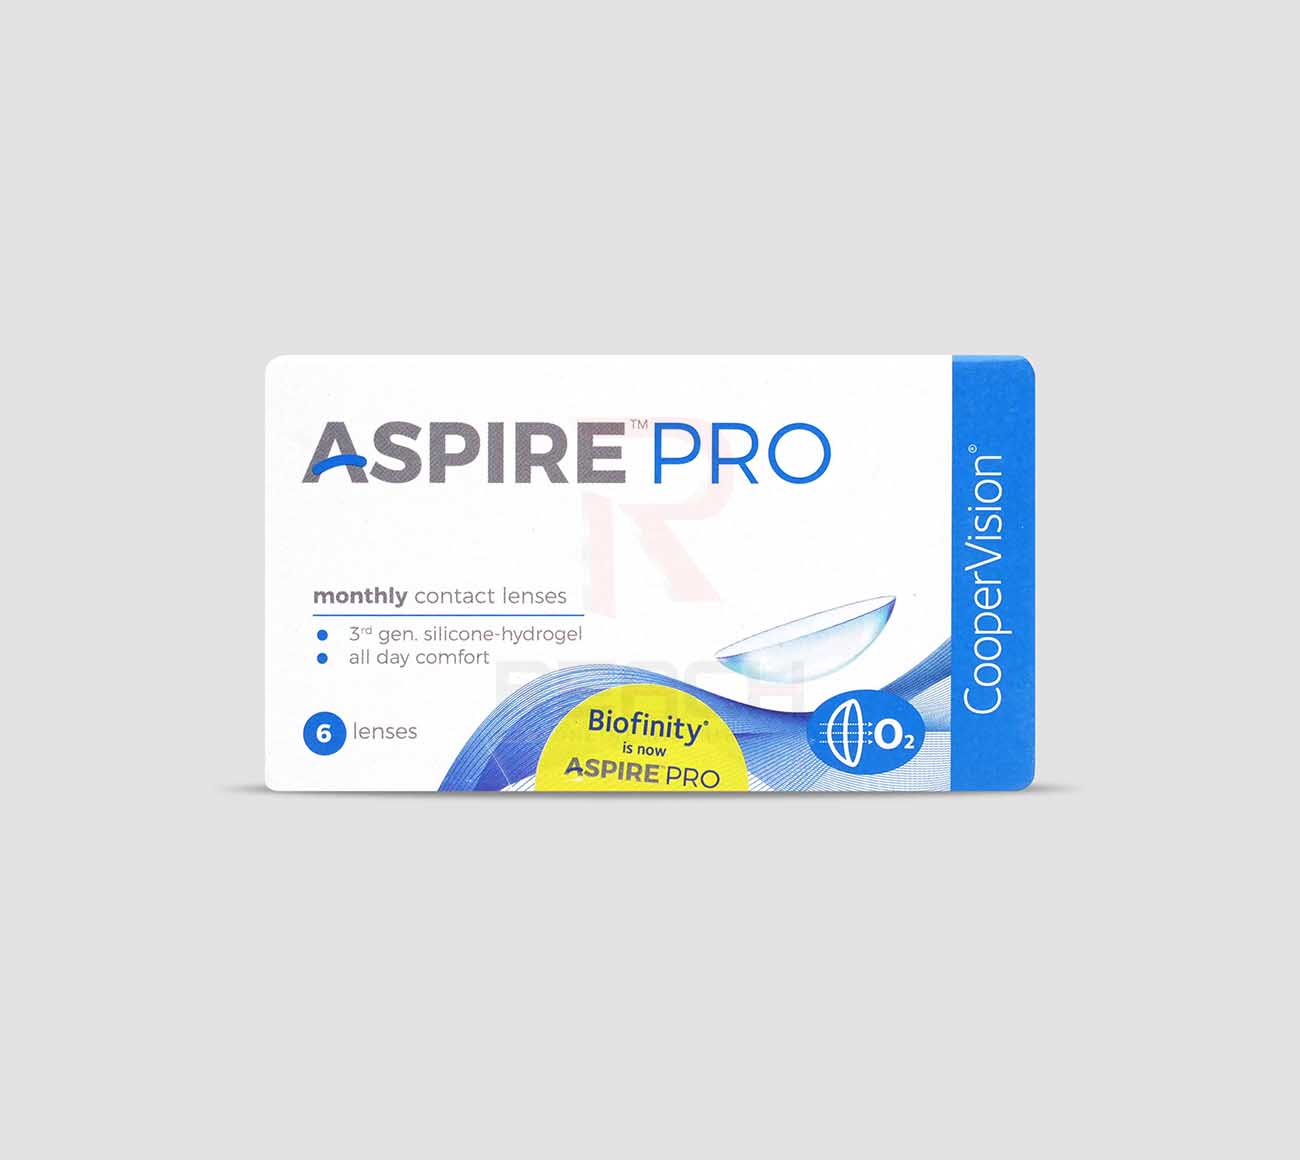 ASPIRE™ PRO
monthly contact lenses
3rd gen. silicone-hydrogel
all day comfort
6 lenses
Biofinity®
is now
ASPIRE™ PRO
O2
CooperVision®